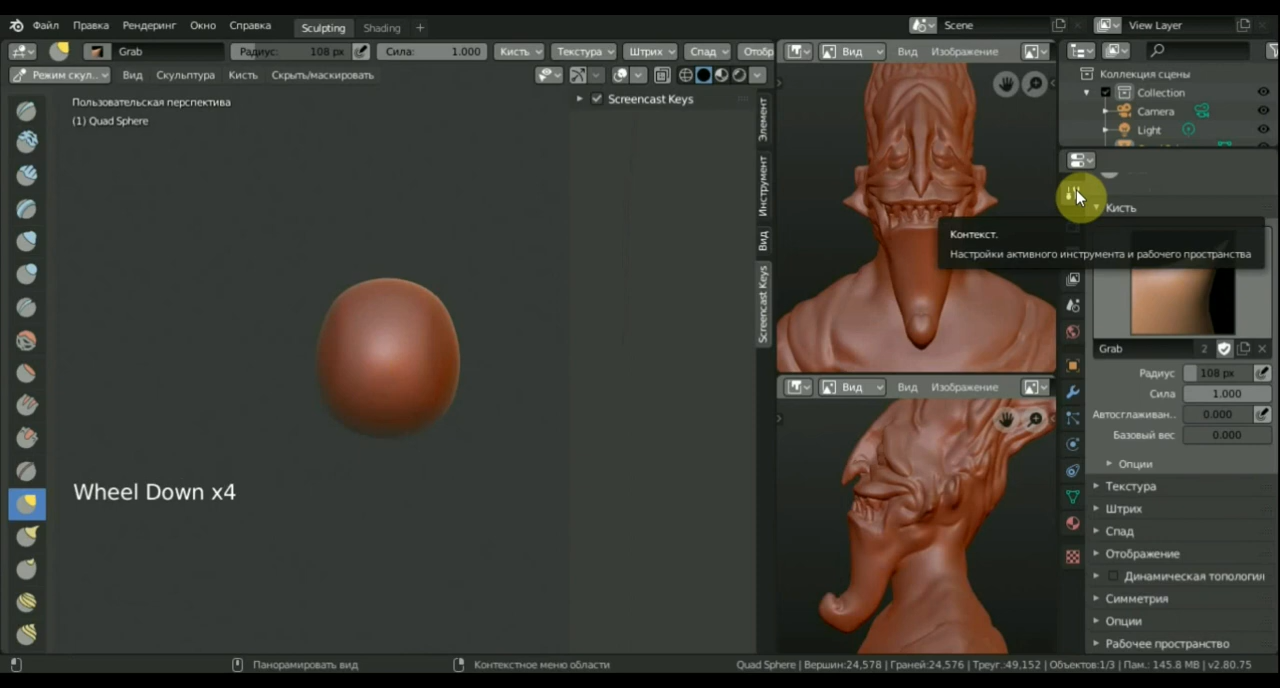 Файл Правка Рендеринг Окно Справка Sculpting Shading + Scene View Layer
Grab Радиус: 108 px Сила: 1.000 Кисть Текстура Штрих Спад Отобр Вид Вид Изображение
Режим скул.. Вид Скульптура Кисть Скрыть/маскировать
Коллекция сцены
Collection
Camera
Light
Пользовательская перспектива
(1) Quad Sphere
Screencast Keys
Элемент
Инструмент
Вид
Screencast Keys
Кисть
Контекст.
Настройки активного инструмента и рабочего пространства
Grab 2
Радиус 108 px
Сила 1.000
Автосглаживан.. 0.000
Базовый вес 0.000
Вид Вид Изображение
Опции
Текстура
Штрих
Спад
Отображение
Динамическая топология
Симметрия
Опции
Рабочее пространство
Wheel Down x4
Панорамировать вид Контекстное меню области Quad Sphere | Вершин:24,578 | Граней:24,576 | Треуг.:49,152 | Объектов:1/3 | Пам.: 145.8 MB | v2.80.75